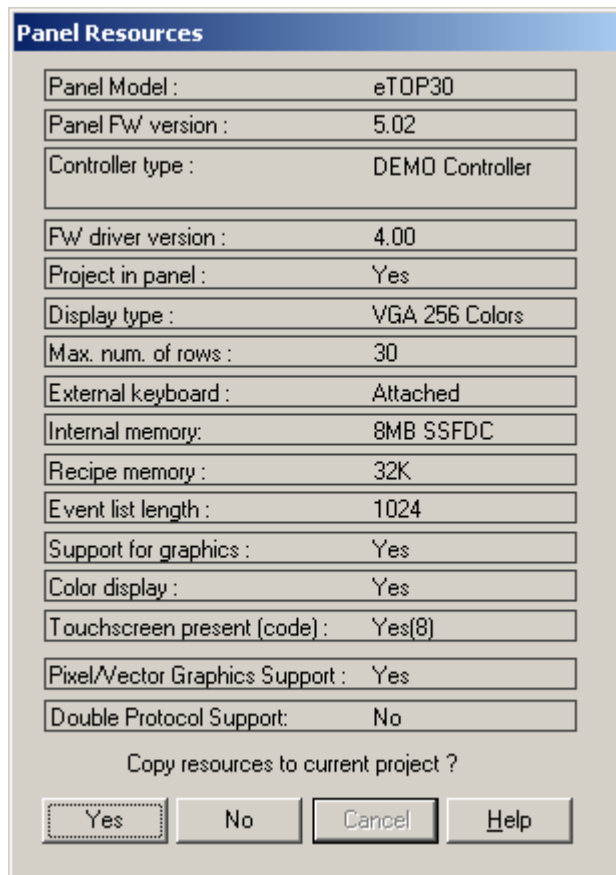 Panel Resources
Panel Model : eTOP30
Panel FW version : 5.02
Controller type : DEMO Controller
FW driver version : 4.00
Project in panel : Yes
Display type : VGA 256 Colors
Max. num. of rows : 30
External keyboard : Attached
Internal memory: 8MB SSFDC
Recipe memory : 32K
Event list length : 1024
Support for graphics : Yes
Color display : Yes
Touchscreen present (code) : Yes(8)
Pixel/Vector Graphics Support : Yes
Double Protocol Support: No
Copy resources to current project ?
Yes No Cancel Help